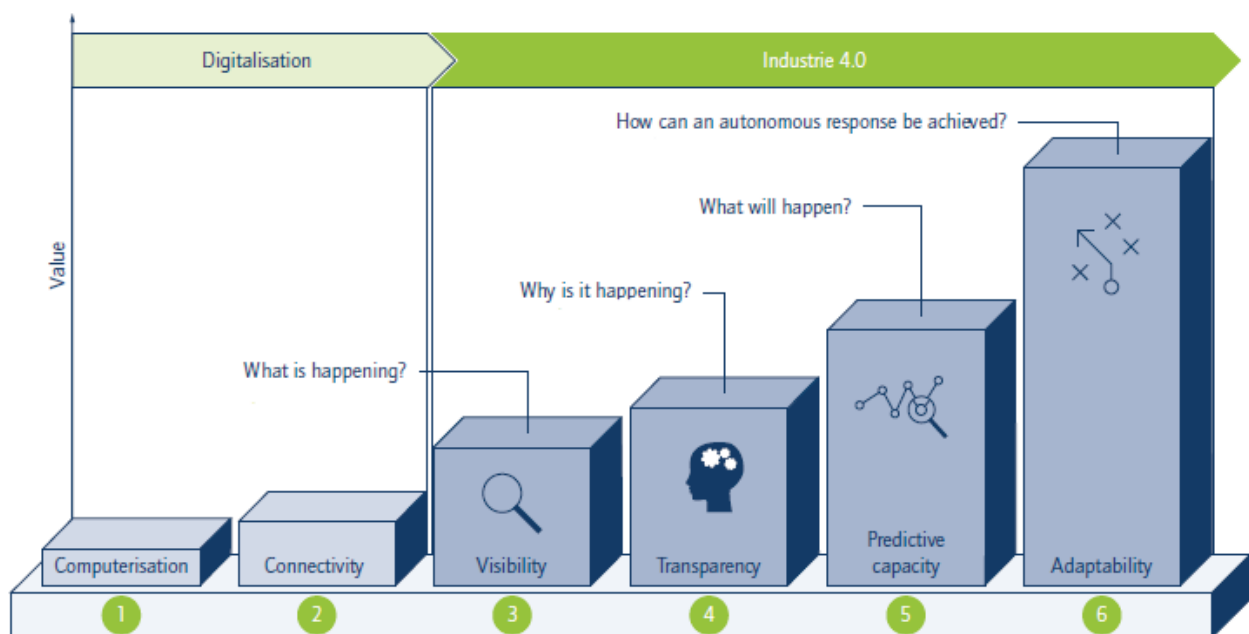 Digitalisation
Industrie 4.0
How can an autonomous response be achieved?
What will happen?
Why is it happening?
What is happening?
Value
Computerisation
Connectivity
Visibility
Transparency
Predictive
capacity
Adaptability
1
2
3
4
5
6